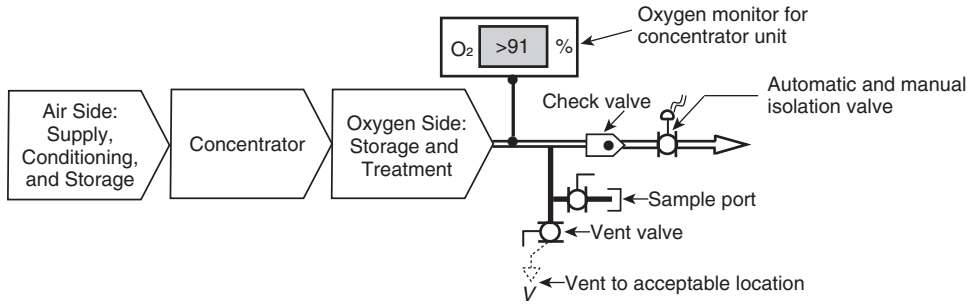 Oxygen monitor for
concentrator unit
O₂ >91 %
Automatic and manual
isolation valve
Check valve
Air Side:
Supply,
Conditioning,
and Storage
Concentrator
Oxygen Side:
Storage and
Treatment
Sample port
Vent valve
Vent to acceptable location
V